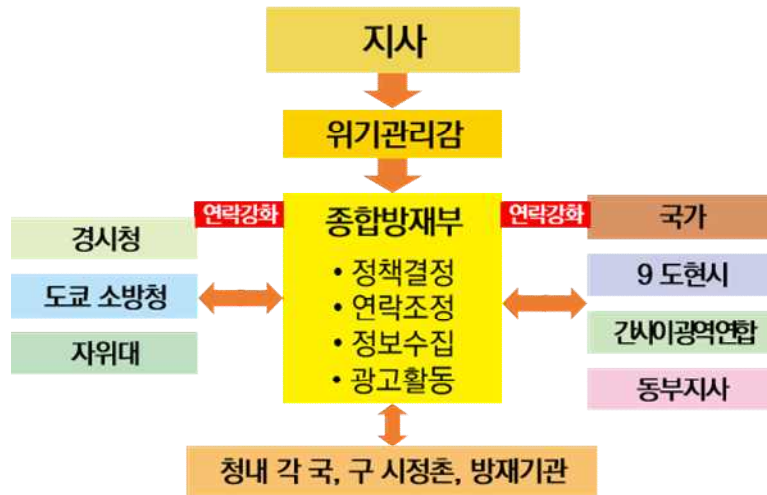 지사
위기관리감
연락강화
종합방재부
연락강화
• 정책결정
• 연락조정
• 정보수집
• 광고활동
경시청
도쿄 소방청
자위대
국가
9 도현시
간사이광역연합
동부지사
청내 각 국, 구 시정촌, 방재기관